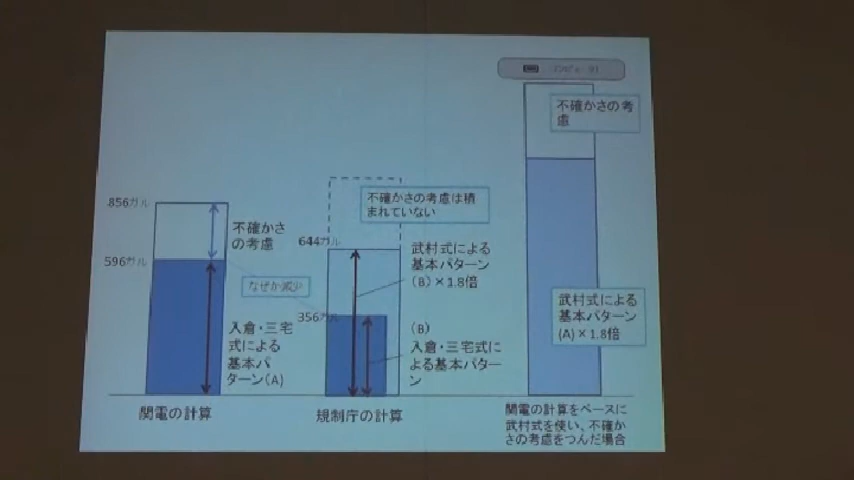 不確かさの考
慮
856ガル
不確かさ
の考慮
596ガル
なぜか減少
入倉・三宅
式による
基本パ
ターン(A)
関電の計算
不確かさの考慮は積
まれていない
644ガル
武村式による
基本パターン
(B)×1.8倍
356ガル
(B)
入倉・三宅式に
よる基本パター
ン
規制庁の計算
武村式による
基本パターン
(A)×1.8倍
関電の計算をベースに
武村式を使い、不確か
さの考慮をつんだ場合